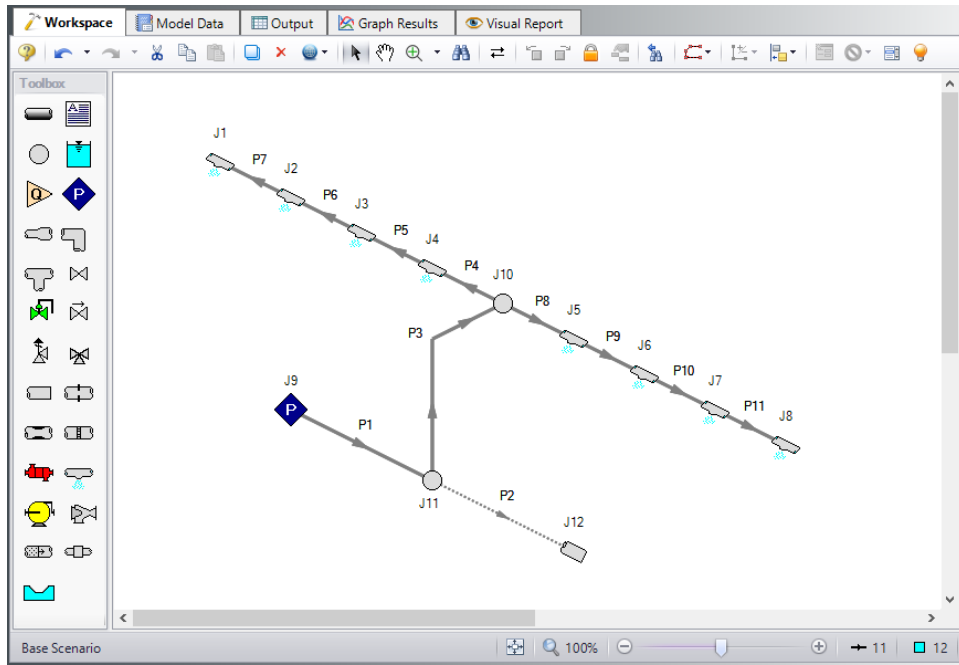 Workspace Model Data Output Graph Results Visual Report
Toolbox
A
Q P
J1
P7 J2
P6 J3
P5 J4
P4 J10
P8 J5
P3 P9 J6
P10 J7
J9 P11 J8
P
P1
P2
J11 J12
Base Scenario 100% 11 12